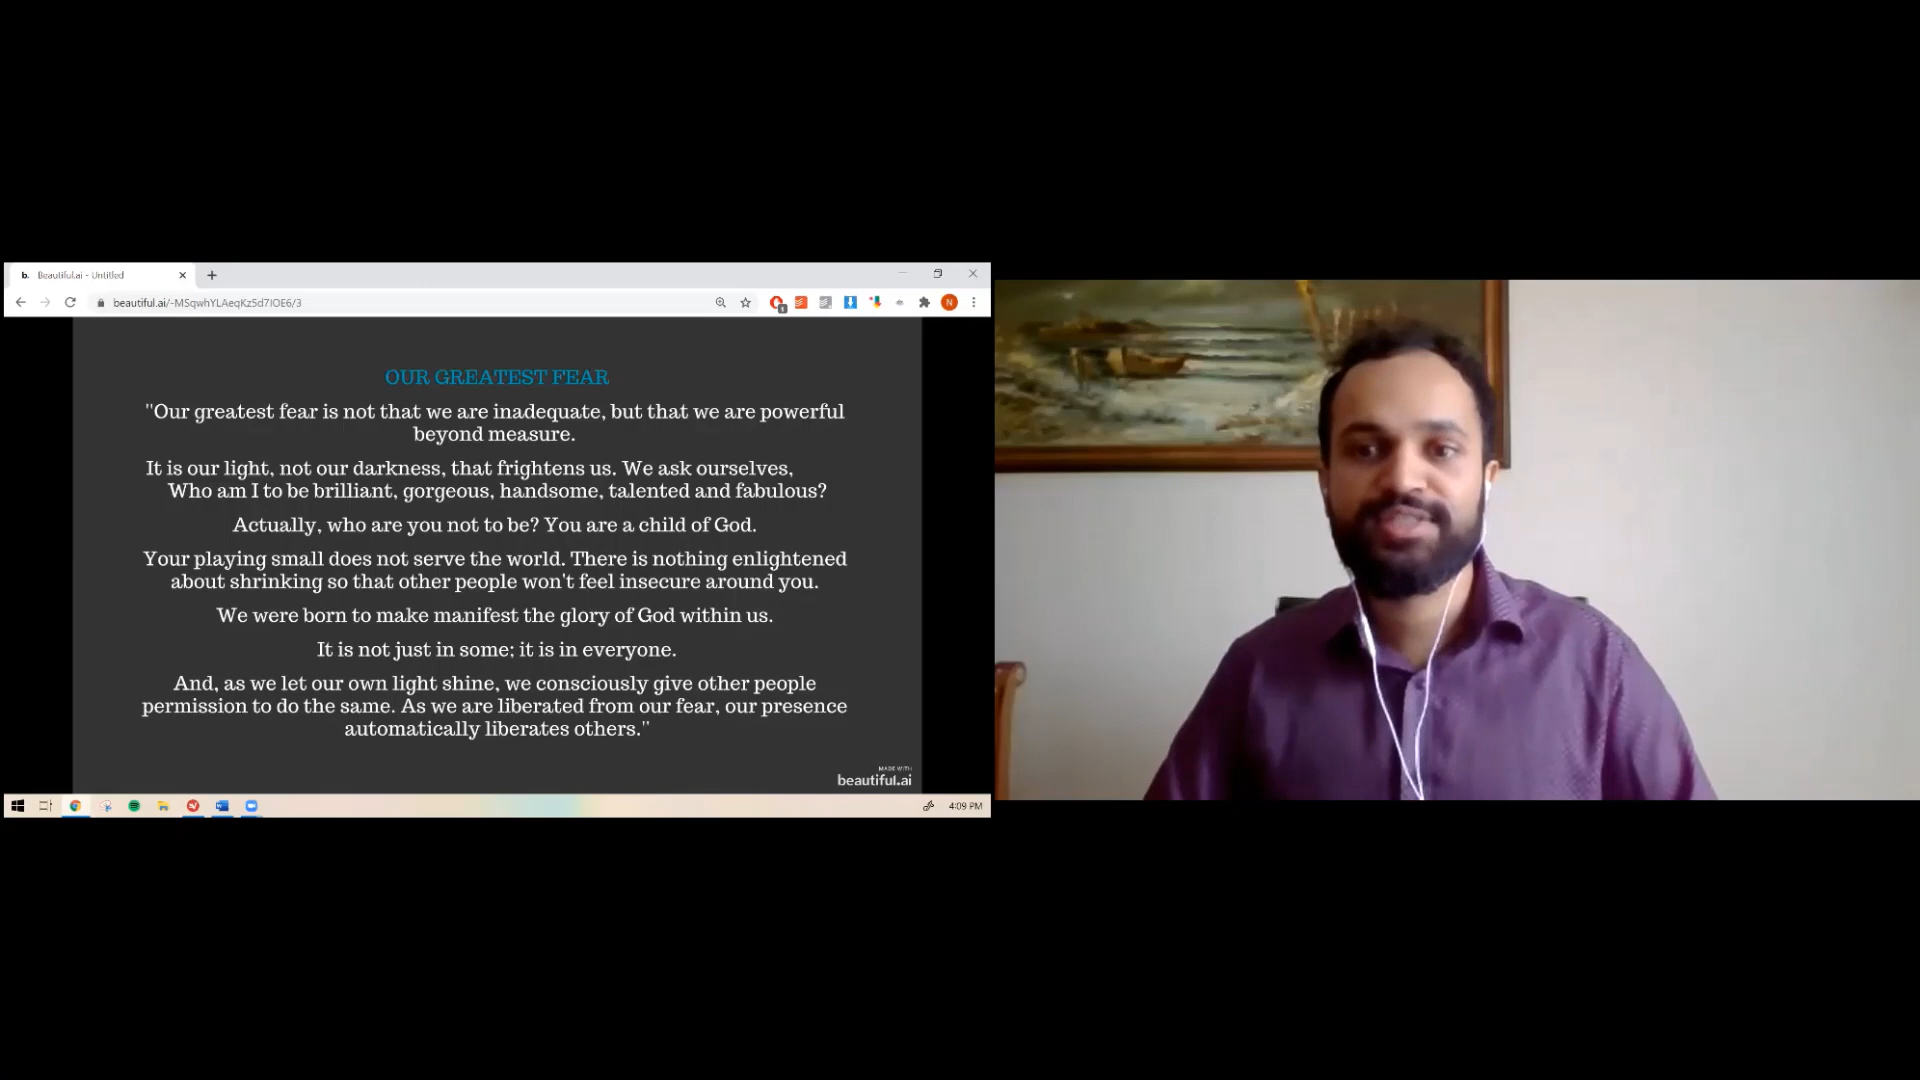 b. Beautiful.ai - Untitled
beautiful.ai/-MSqwhYLAeqKz5d7IOE6/3
N
OUR GREATEST FEAR
"Our greatest fear is not that we are inadequate, but that we are powerful
beyond measure.
It is our light, not our darkness, that frightens us. We ask ourselves,
Who am I to be brilliant, gorgeous, handsome, talented and fabulous?
Actually, who are you not to be? You are a child of God.
Your playing small does not serve the world. There is nothing enlightened
about shrinking so that other people won't feel insecure around you.
We were born to make manifest the glory of God within us.
It is not just in some; it is in everyone.
And, as we let our own light shine, we consciously give other people
permission to do the same. As we are liberated from our fear, our presence
automatically liberates others."
MADE WITH
beautiful.ai
4:09 PM